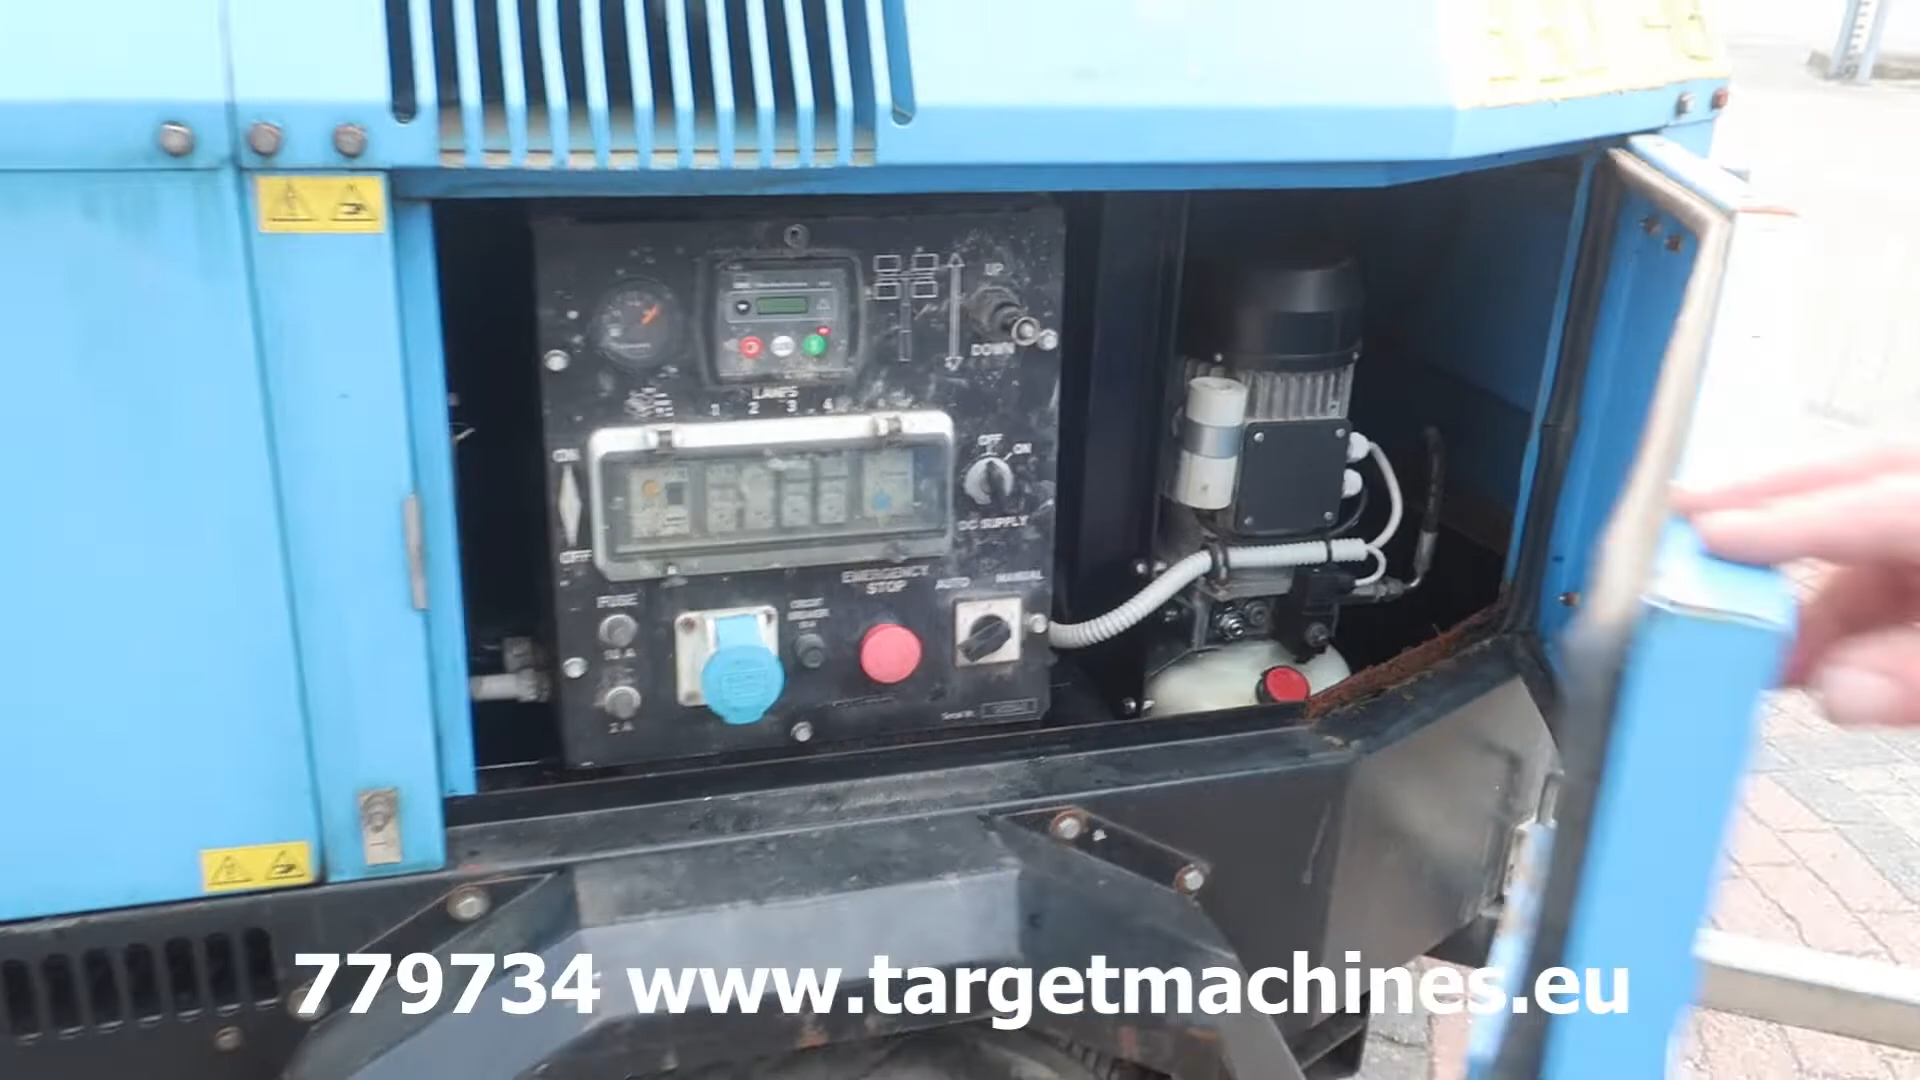 UP
DOWN
LAMPS
1 2 3 4
ON
OFF
OFF
ON
DC SUPPLY
EMERGENCY
STOP
AUTO MANUAL
FUSE
10 A
2 A
779734 www.targetmachines.eu